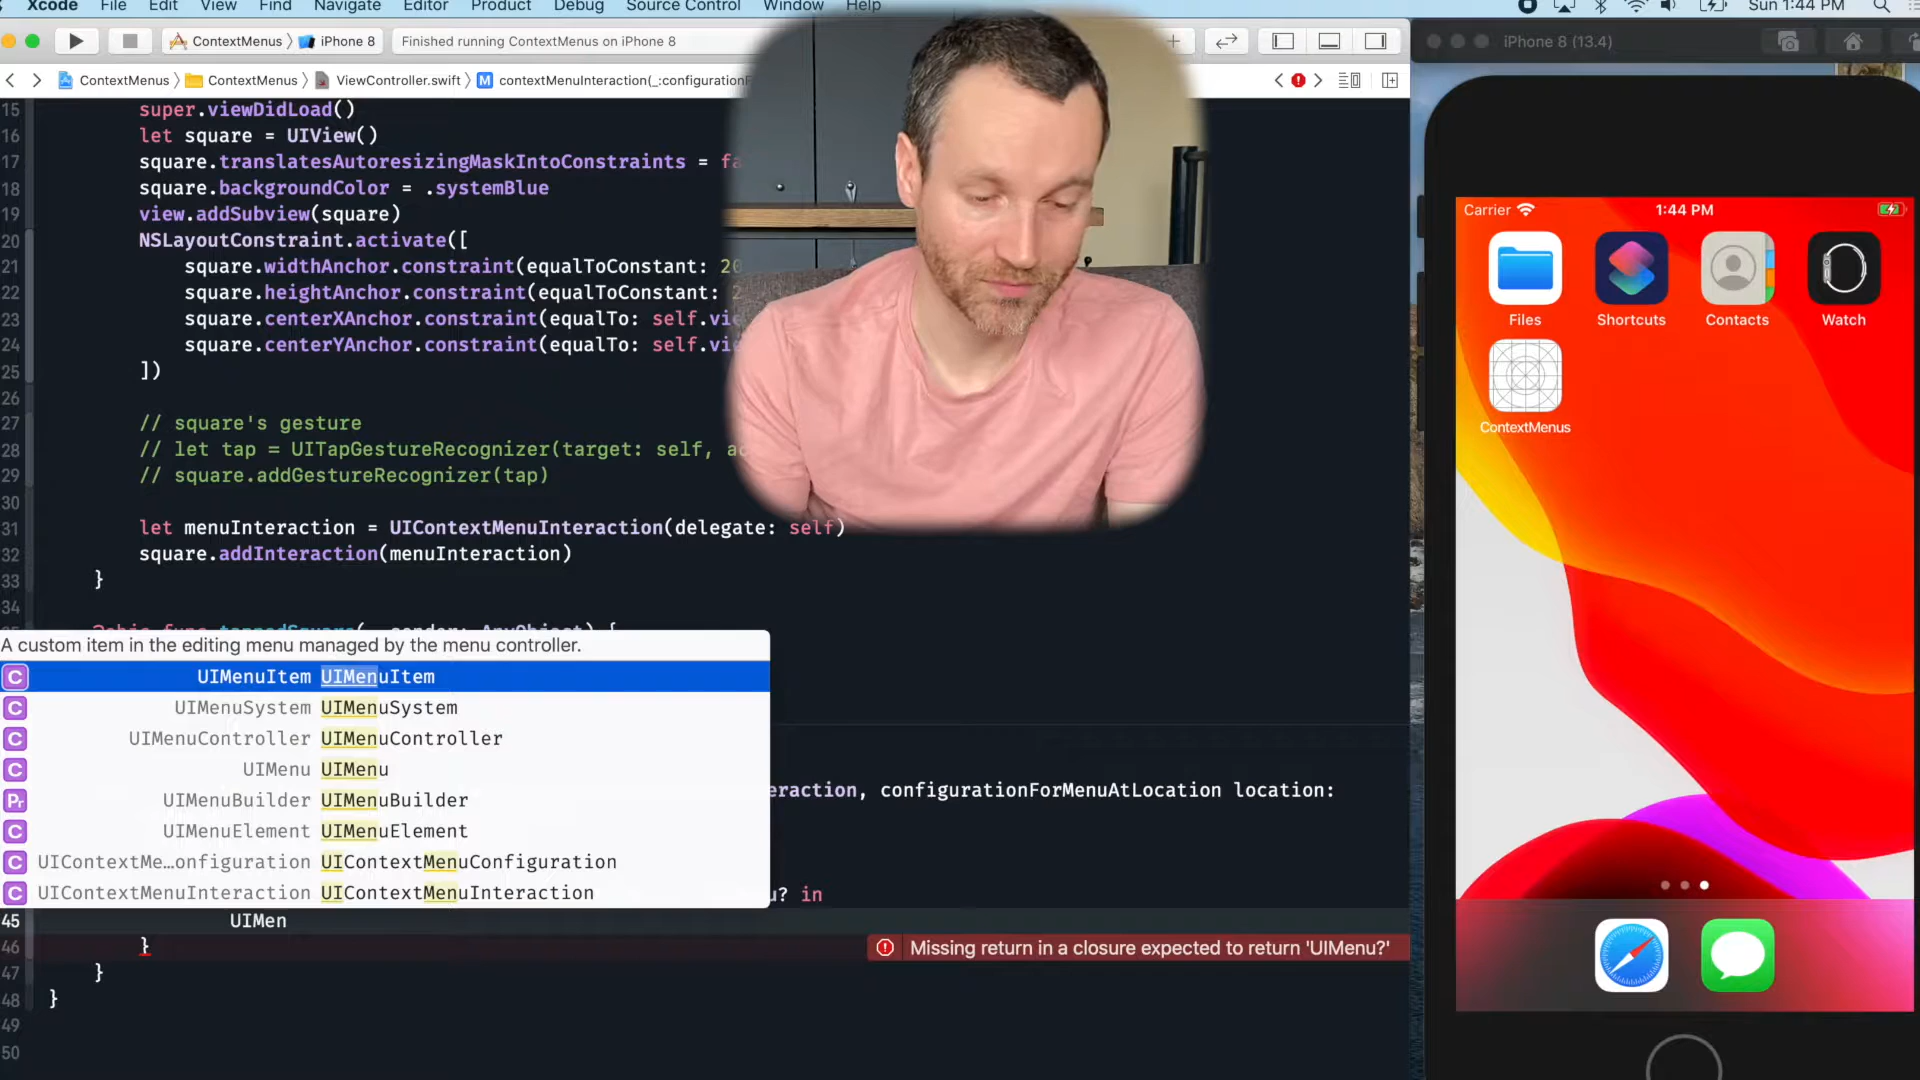 Xcode File Edit View Find Navigate Editor Product Debug Source Control Window Help
Sun 1:44 PM
ContextMenus iPhone 8 Finished running ContextMenus on iPhone 8
iPhone 8 (13.4)
ContextMenus ContextMenus ViewController.swift M contextMenuInteraction(_:configurationF
15 super.viewDidLoad()
16 let square = UIView()
17 square.translatesAutoresizingMaskIntoConstraints = fa
18 square.backgroundColor = .systemBlue
19 view.addSubview(square)
20 NSLayoutConstraint.activate([
21 square.widthAnchor.constraint(equalToConstant: 20
22 square.heightAnchor.constraint(equalToConstant: 2
23 square.centerXAnchor.constraint(equalTo: self.vie
24 square.centerYAnchor.constraint(equalTo: self.vie
25 ])
26
27 // square's gesture
28 // let tap = UITapGestureRecognizer(target: self, ac
29 // square.addGestureRecognizer(tap)
30
31 let menuInteraction = UIContextMenuInteraction(delegate: self)
32 square.addInteraction(menuInteraction)
33 }
34
A custom item in the editing menu managed by the menu controller.
C UIMenuItem UIMenuItem
C UIMenuSystem UIMenuSystem
C UIMenuController UIMenuController
C UIMenu UIMenu
eraction, configurationForMenuAtLocation location:
Pr UIMenuBuilder UIMenuBuilder
C UIMenuElement UIMenuElement
C UIContextMe…onfiguration UIContextMenuConfiguration
C UIContextMenuInteraction UIContextMenuInteraction
u? in
45 UIMen
46 }
Missing return in a closure expected to return 'UIMenu?'
47 }
48 }
49
50
Carrier 1:44 PM
Files Shortcuts Contacts Watch
ContextMenus